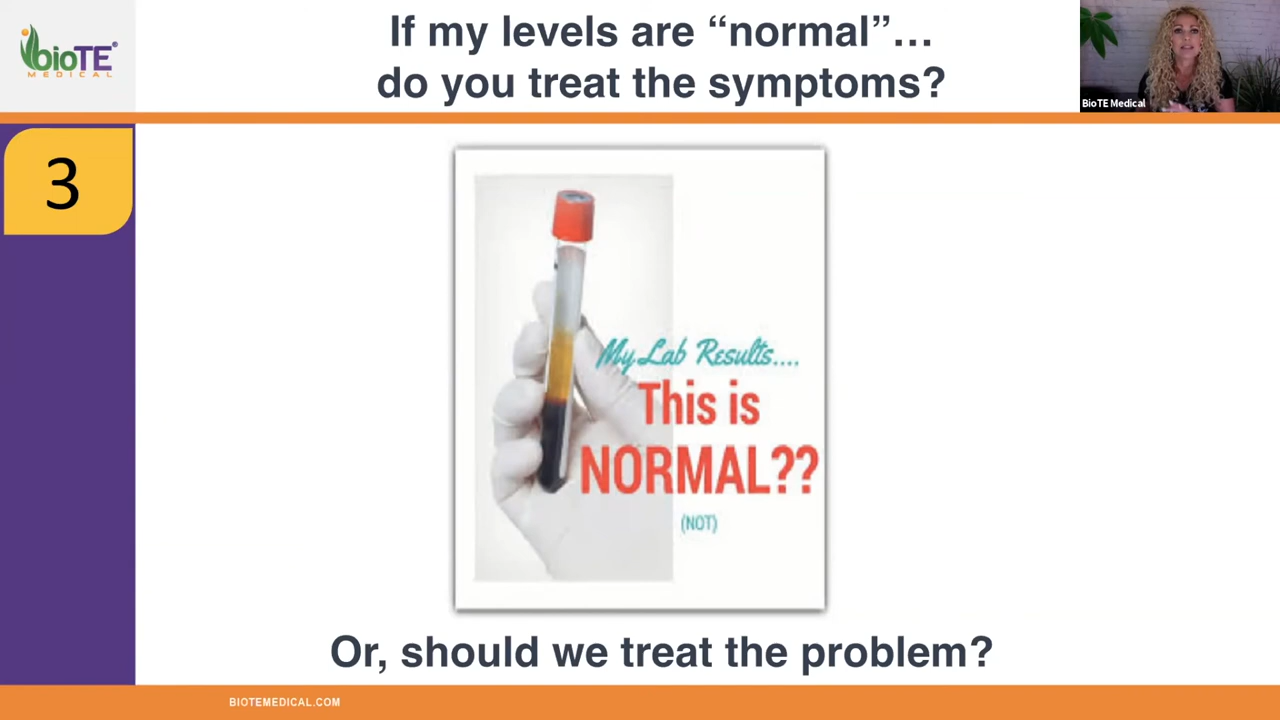 bioTE®
MEDICAL
If my levels are “normal”...
do you treat the symptoms?
BioTE Medical
3
My Lab Results....
This is
NORMAL??
(NOT)
Or, should we treat the problem?
BIOTEMEDICAL.COM